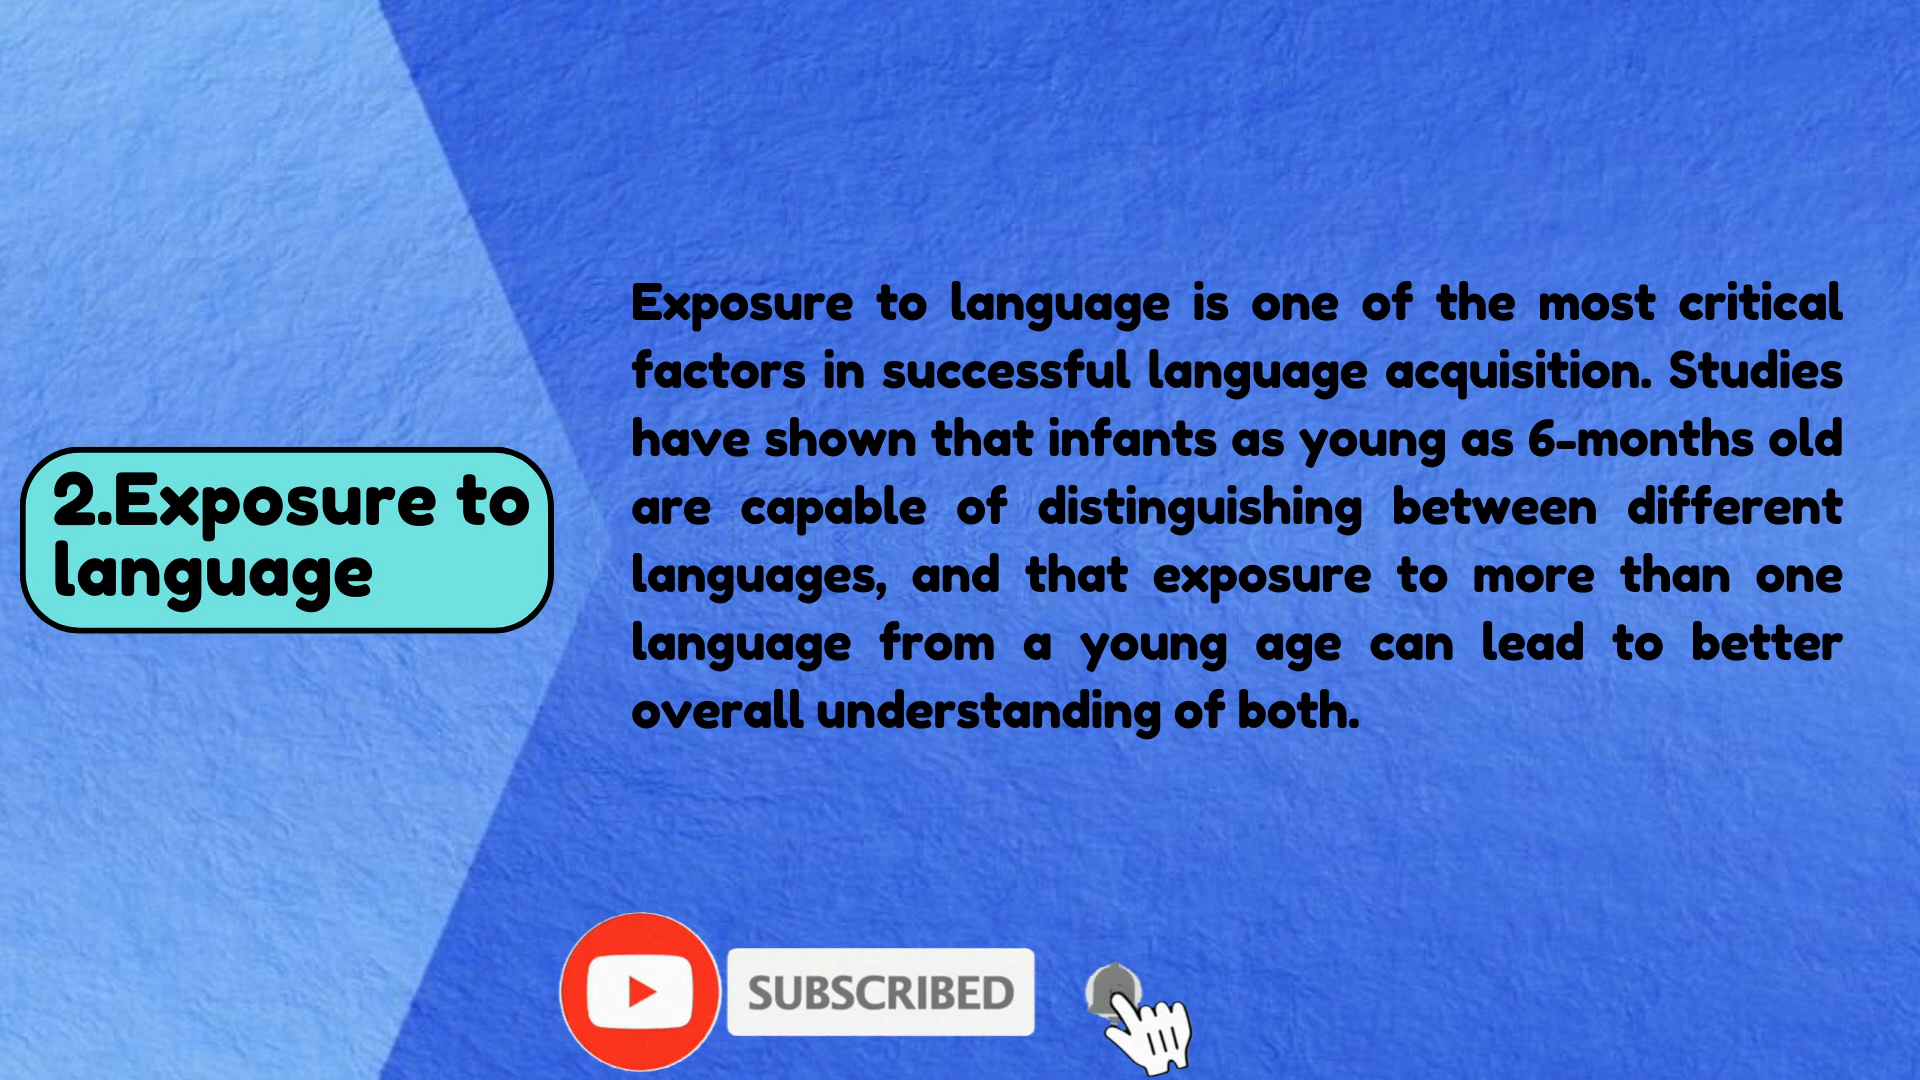 2.Exposure to
language
Exposure to language is one of the most critical
factors in successful language acquisition. Studies
have shown that infants as young as 6-months old
are capable of distinguishing between different
languages, and that exposure to more than one
language from a young age can lead to better
overall understanding of both.
SUBSCRIBED